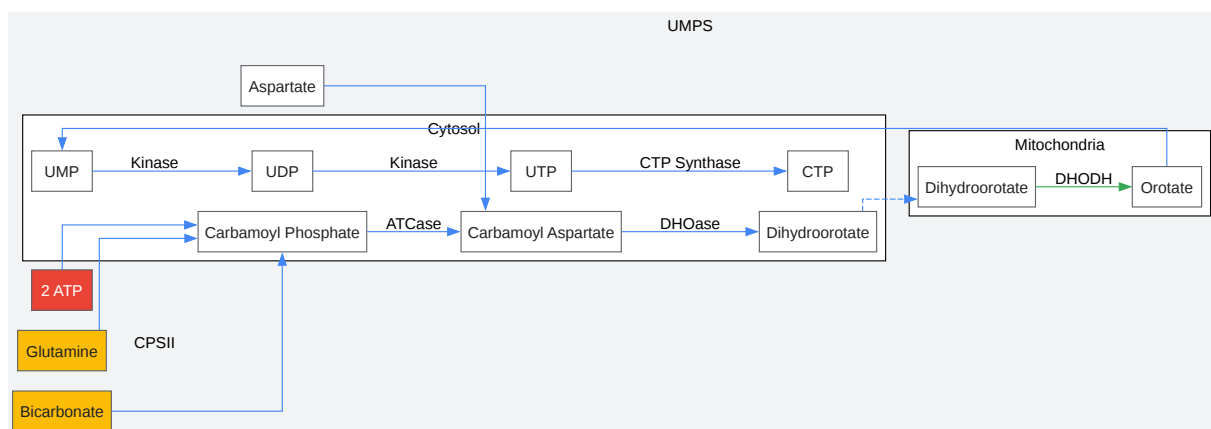 UMPS
Aspartate
Cytosol
Mitochondria
UMP
Kinase
UDP
Kinase
UTP
CTP Synthase
CTP
Dihydroorotate
DHODH
Orotate
Carbamoyl Phosphate
ATCase
Carbamoyl Aspartate
DHOase
Dihydroorotate
2 ATP
Glutamine
CPSII
Bicarbonate